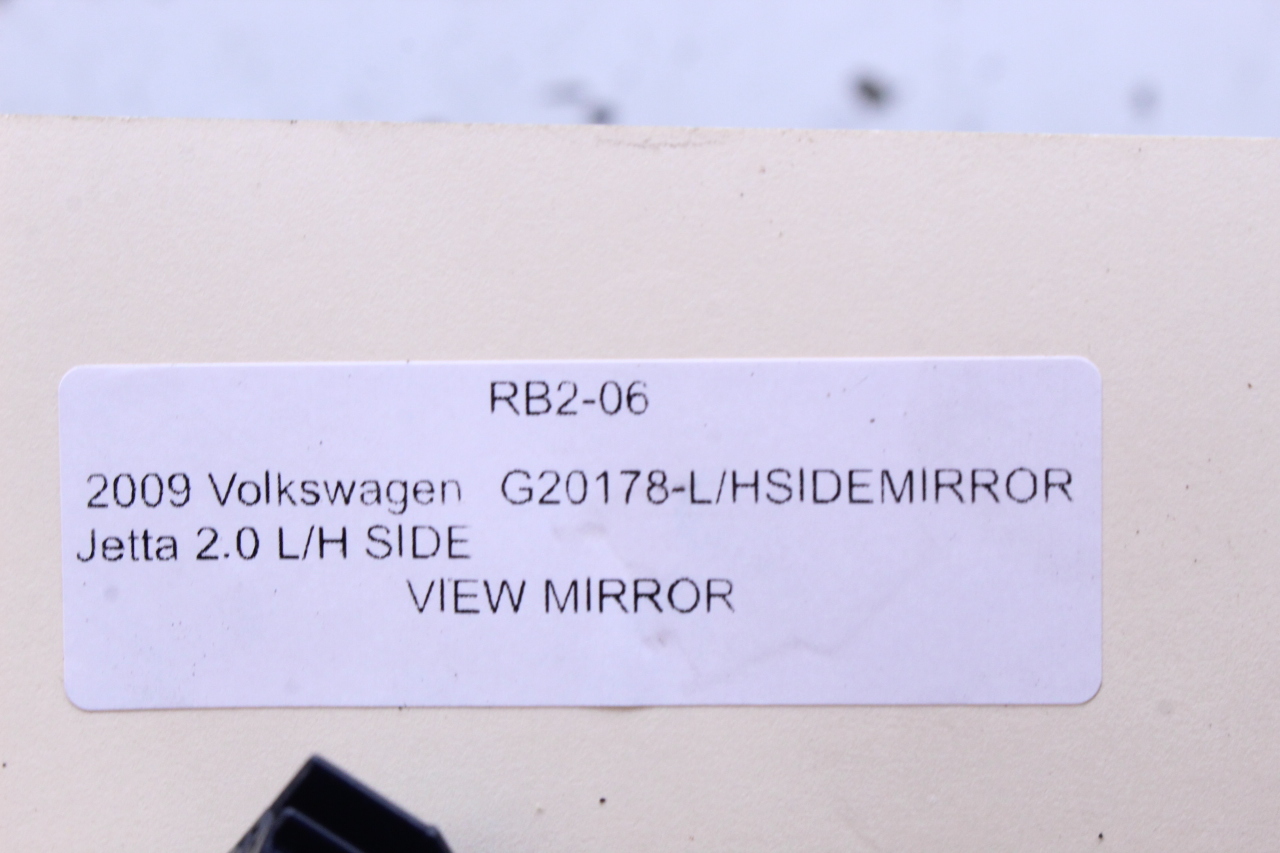 RB2-06
2009 Volkswagen G20178-L/HSIDEMIRROR
Jetta 2.0 L/H SIDE
VIEW MIRROR